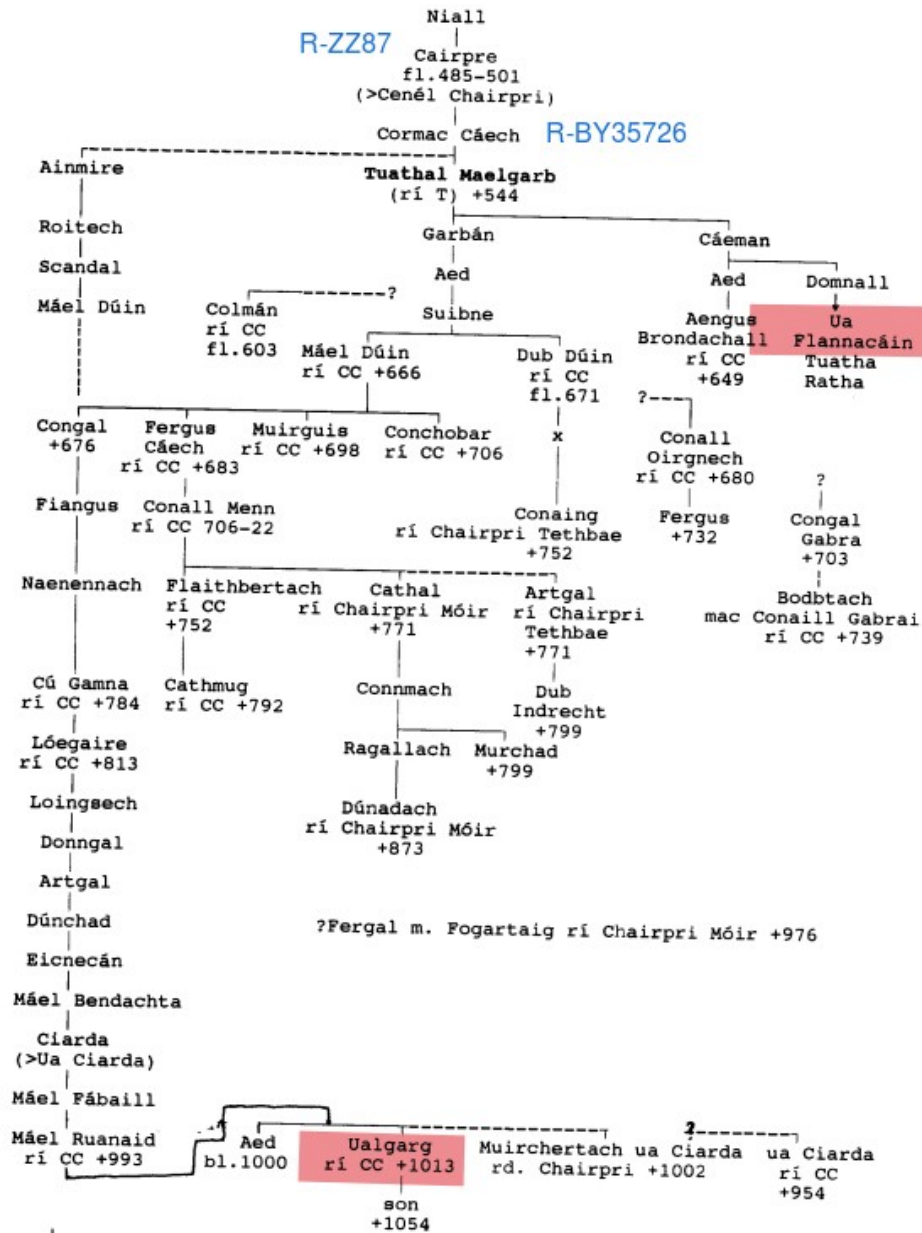 Niall
R-ZZ87
Cairpre
fl.485-501
(>Cenél Chairpri)
Cormac Cáech
R-BY35726
Ainmire
Tuathal Maelgarb
(rí T) +544
Roitech
Garbán
Cáeman
Scandal
Aed
Aed
Domnall
Máel Dúin
Colmán
rí CC
fl.603
?
Suibne
Aengus
Brondachall
rí CC
+649
Ua
Flannacáin
Tuatha
Ratha
Máel Dúin
rí CC +666
Dub Dúin
rí CC
fl.671
?
Congal
+676
Fergus
Cáech
rí CC +683
Muirguis
rí CC +698
Conchobar
rí CC +706
x
Conall
Oirgnech
rí CC +680
?
Fiangus
Conall Menn
rí CC 706-22
Conaing
rí Chairpri Tethbae
+752
Fergus
+732
Congal
Gabra
+703
Naenennach
Flaithbertach
rí CC
+752
Cathal
rí Chairpri Móir
+771
Artgal
rí Chairpri
Tethbae
+771
Bodbtach
mac Conaill Gabrai
rí CC +739
Cú Gamna
rí CC +784
Cathmug
rí CC +792
Connmach
Dub
Indrecht
+799
Lóegaire
rí CC +813
Ragallach
Murchad
+799
Loingsech
Dúnadach
rí Chairpri Móir
+873
Donngal
Artgal
Dúnchad
?Fergal m. Fogartaig rí Chairpri Móir +976
Eicnecán
Máel Bendachta
Ciarda
(>Ua Ciarda)
Máel Fábaill
Máel Ruanaid
rí CC +993
Aed
bl.1000
Ualgarg
rí CC +1013
Muirchertach ua Ciarda
rd. Chairpri +1002
?
ua Ciarda
rí CC
+954
son
+1054